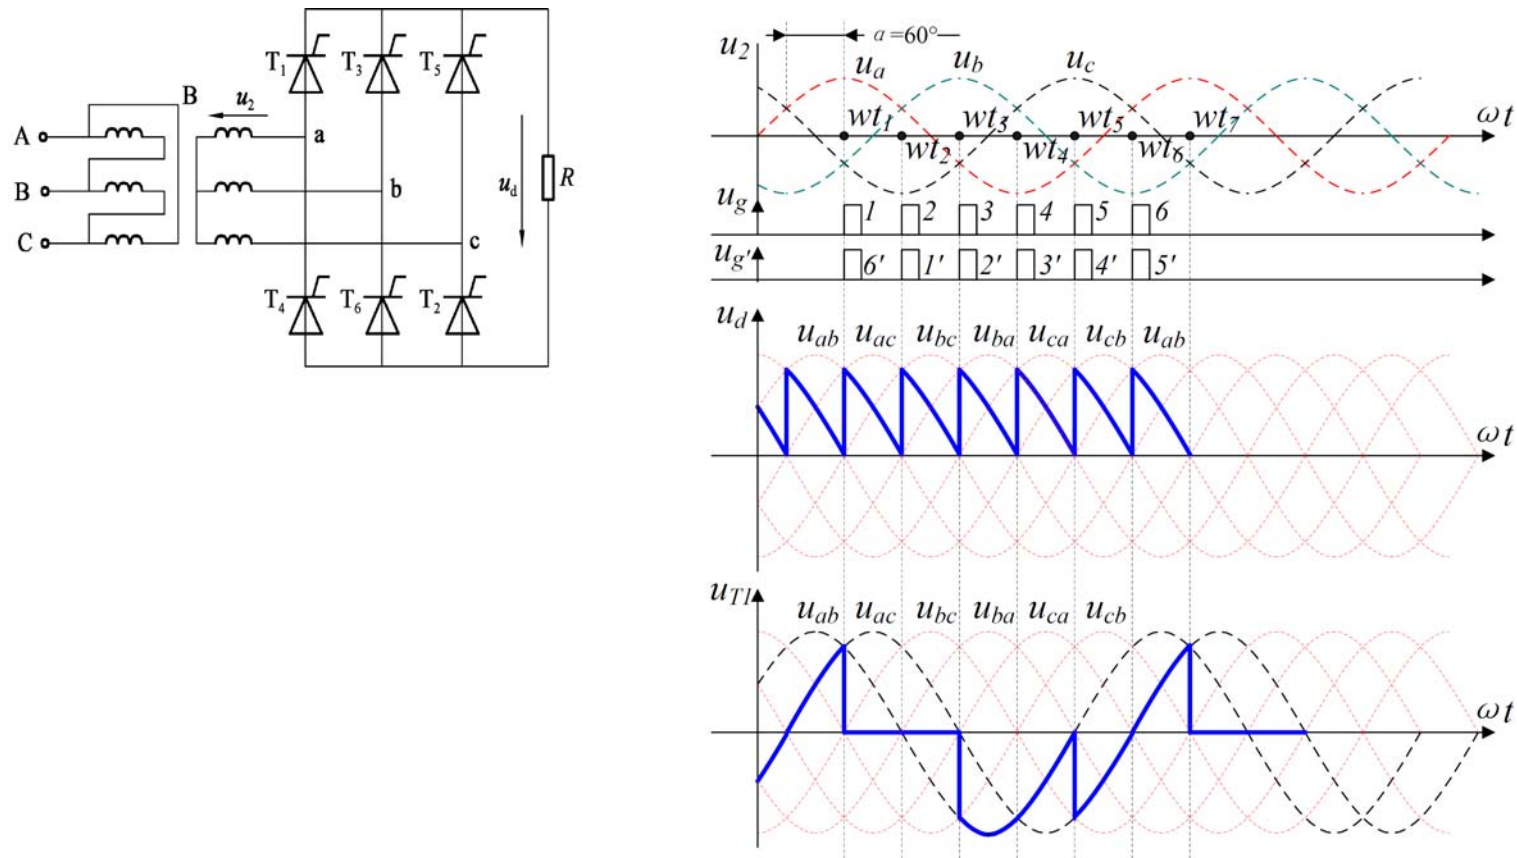 T1 T3 T5
B u2
A a
B b ud R
C c
T4 T6 T2
α=60°
u2 ua ub uc
wt1 wt3 wt5 wt7 ωt
wt2 wt4 wt6
ug 1 2 3 4 5 6
ug' 6' 1' 2' 3' 4' 5'
ud uab uac ubc uba uca ucb uab
ωt
uT1 uab uac ubc uba uca ucb
ωt